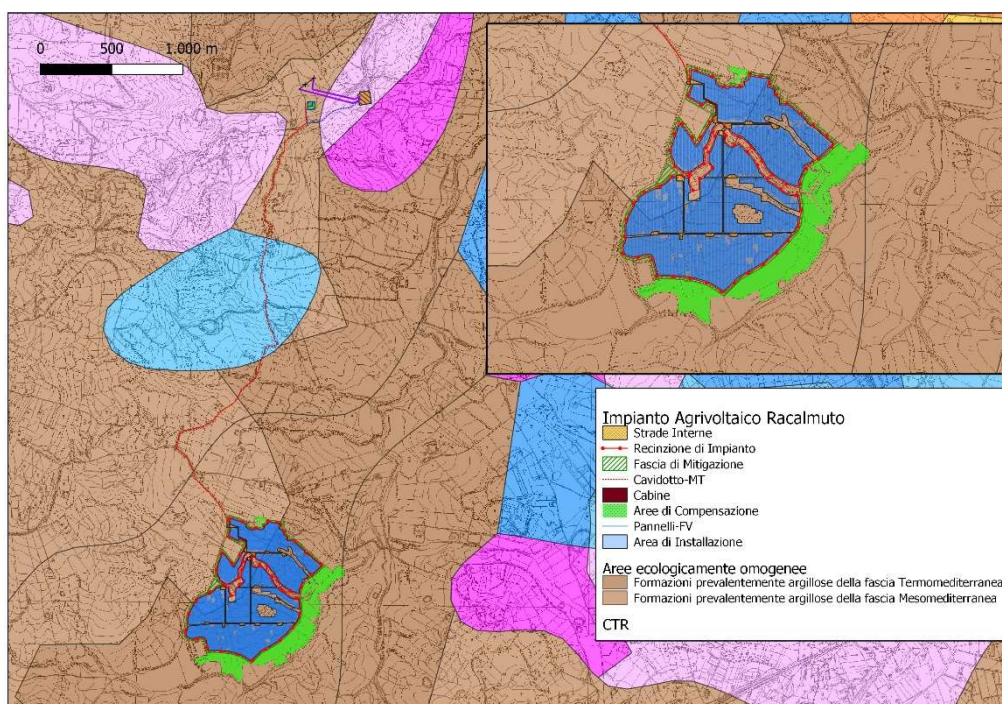 0 500 1.000 m
Impianto Agrivoltaico Racalmuto
Strade Interne
Recinzione di Impianto
Fascia di Mitigazione
Cavidotto-MT
Cabine
Aree di Compensazione
Pannelli-FV
Area di Installazione
Aree ecologicamente omogenee
Formazioni prevalentemente argillose della fascia Termomediterranea
Formazioni prevalentemente argillose della fascia Mesomediterranea
CTR